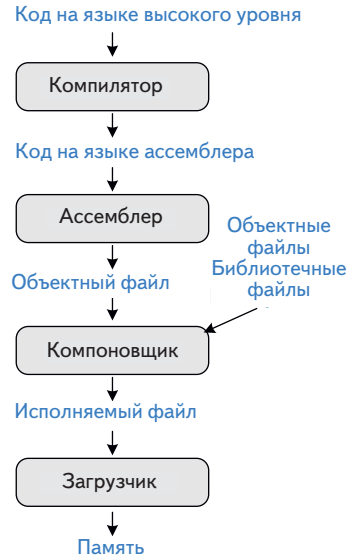 Код на языке высокого уровня
Компилятор
Код на языке ассемблера
Ассемблер
Объектные
файлы
Библиотечные
файлы
Объектный файл
Компоновщик
Исполняемый файл
Загрузчик
Память